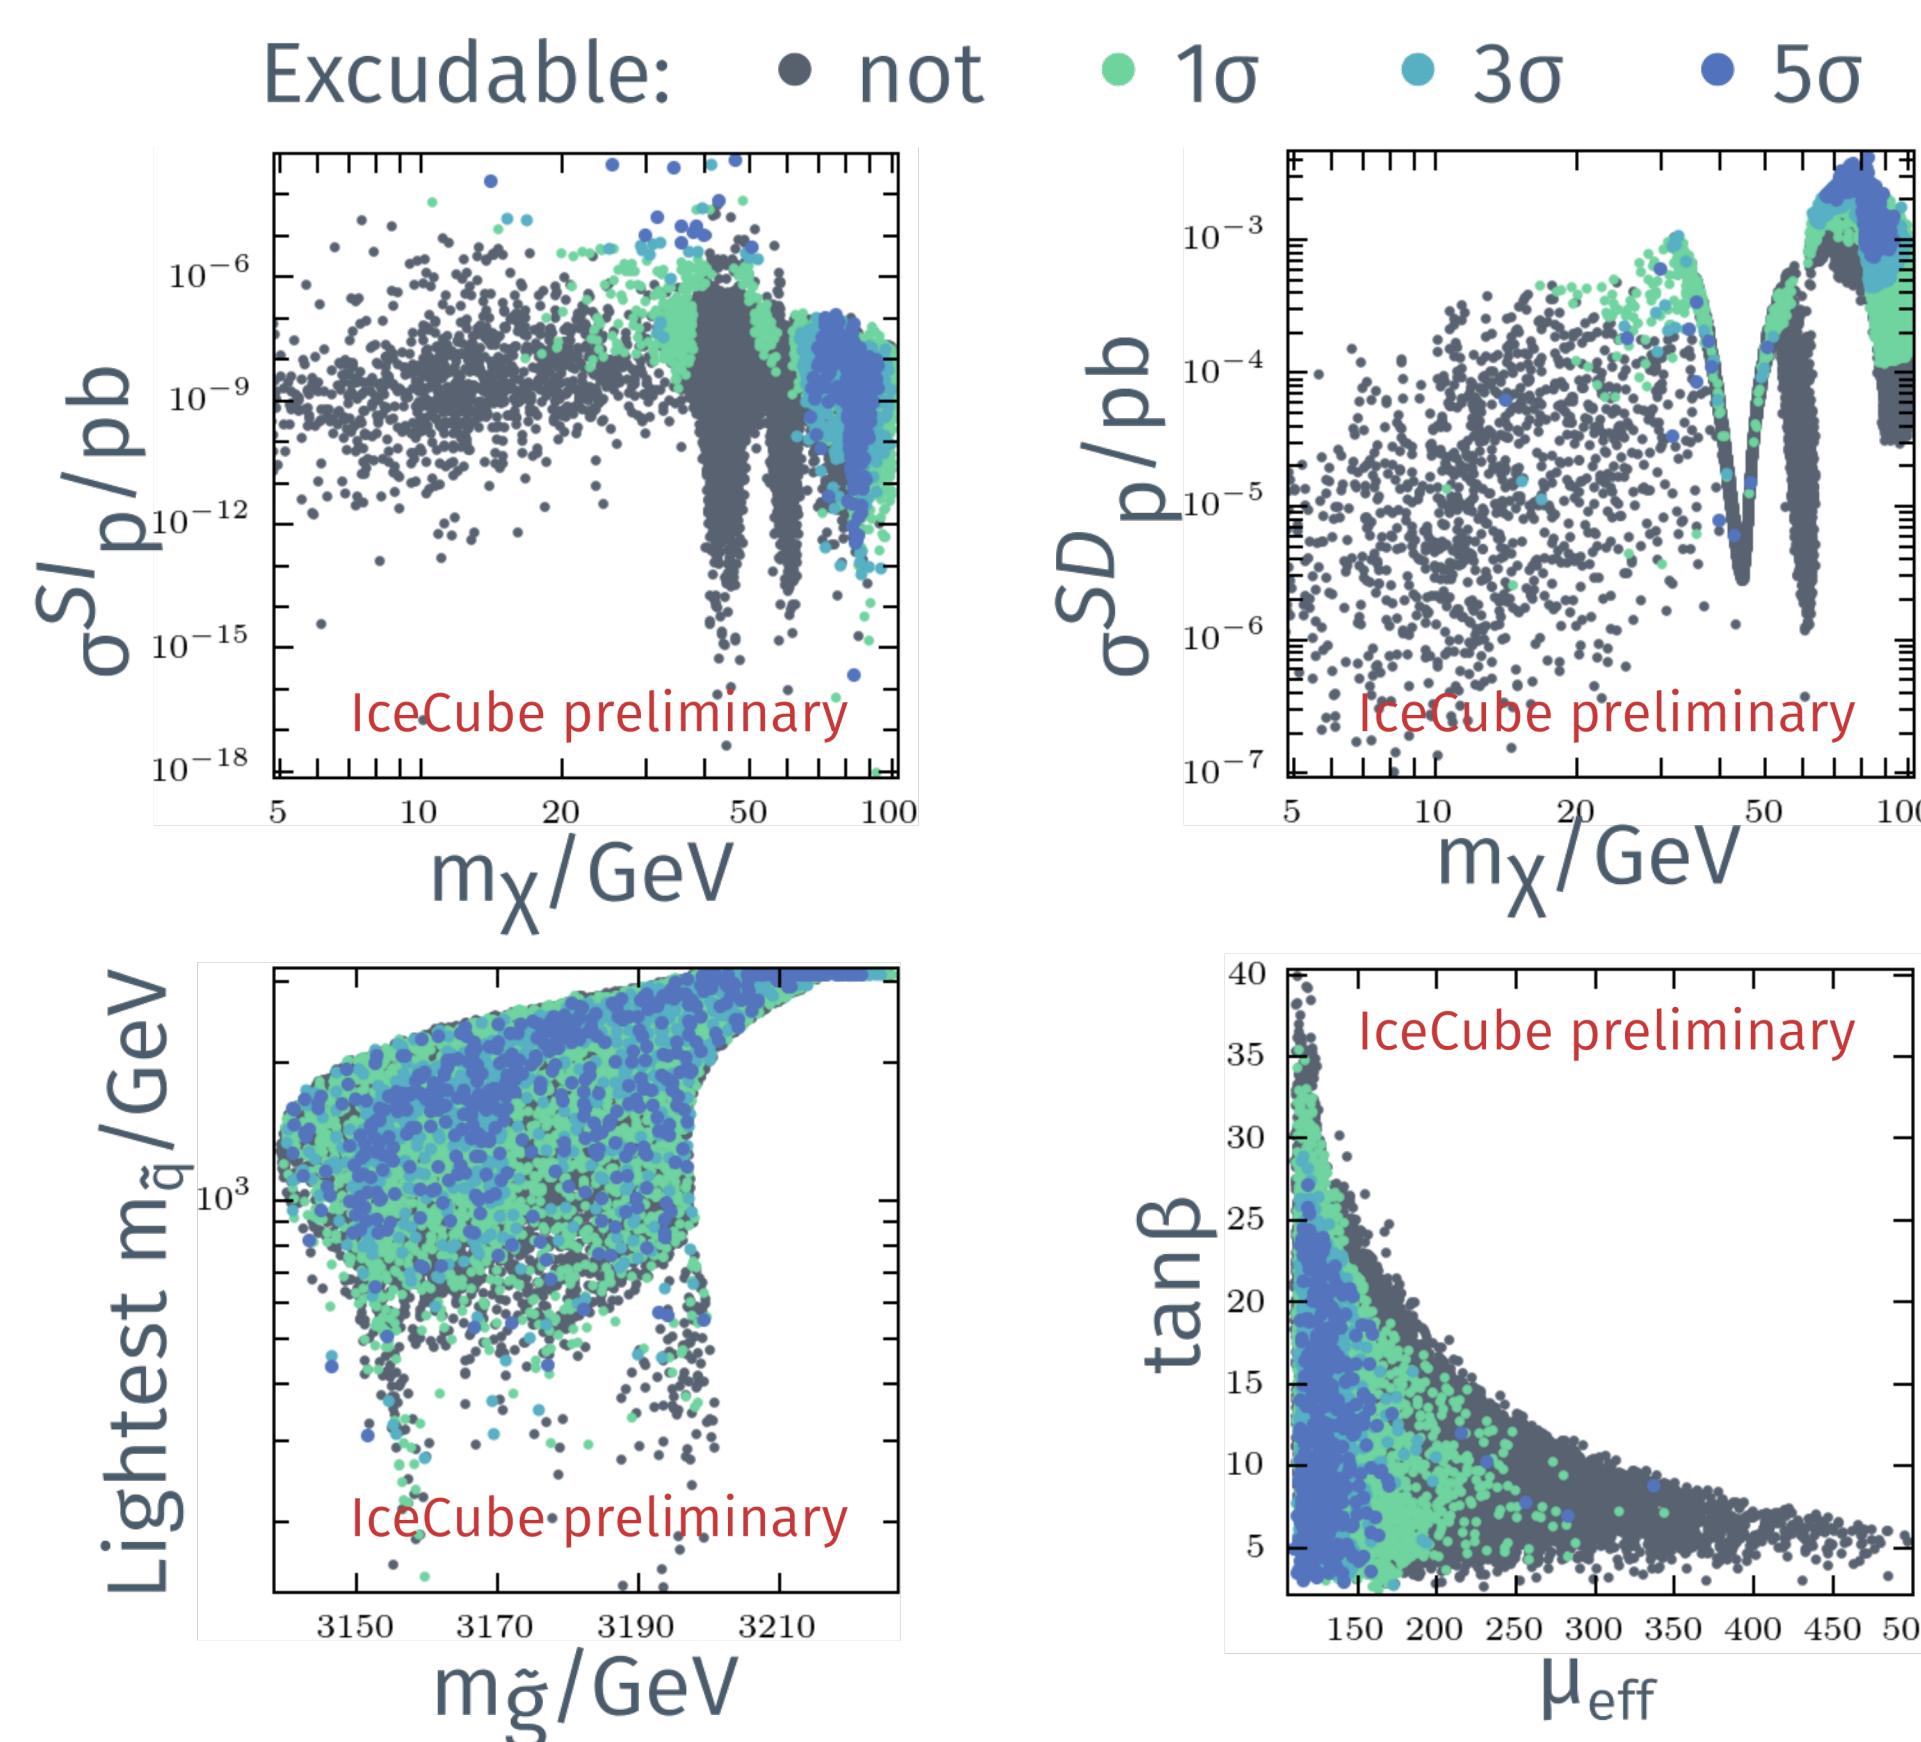 Excudable: not 1σ 3σ 5σ
σ^SI_p/pb
10^−6
10^−9
10^−12
10^−15
10^−18
IceCube preliminary
5 10 20 50 100
m_χ/GeV
σ^SD_p/pb
10^−3
10^−4
10^−5
10^−6
10^−7
IceCube preliminary
5 10 20 50 100
m_χ/GeV
Lightest m_q̃/GeV
10^3
IceCube preliminary
3150 3170 3190 3210
m_g̃/GeV
tanβ
40
35
30
25
20
15
10
5
IceCube preliminary
150 200 250 300 350 400 450 50
μ_eff